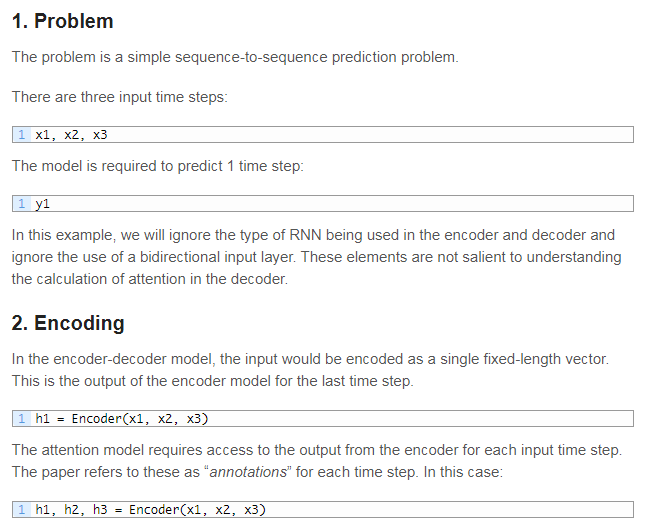 1. Problem
The problem is a simple sequence-to-sequence prediction problem.
There are three input time steps:
1 x1, x2, x3
The model is required to predict 1 time step:
1 y1
In this example, we will ignore the type of RNN being used in the encoder and decoder and
ignore the use of a bidirectional input layer. These elements are not salient to understanding
the calculation of attention in the decoder.
2. Encoding
In the encoder-decoder model, the input would be encoded as a single fixed-length vector.
This is the output of the encoder model for the last time step.
1 h1 = Encoder(x1, x2, x3)
The attention model requires access to the output from the encoder for each input time step.
The paper refers to these as “annotations” for each time step. In this case:
1 h1, h2, h3 = Encoder(x1, x2, x3)